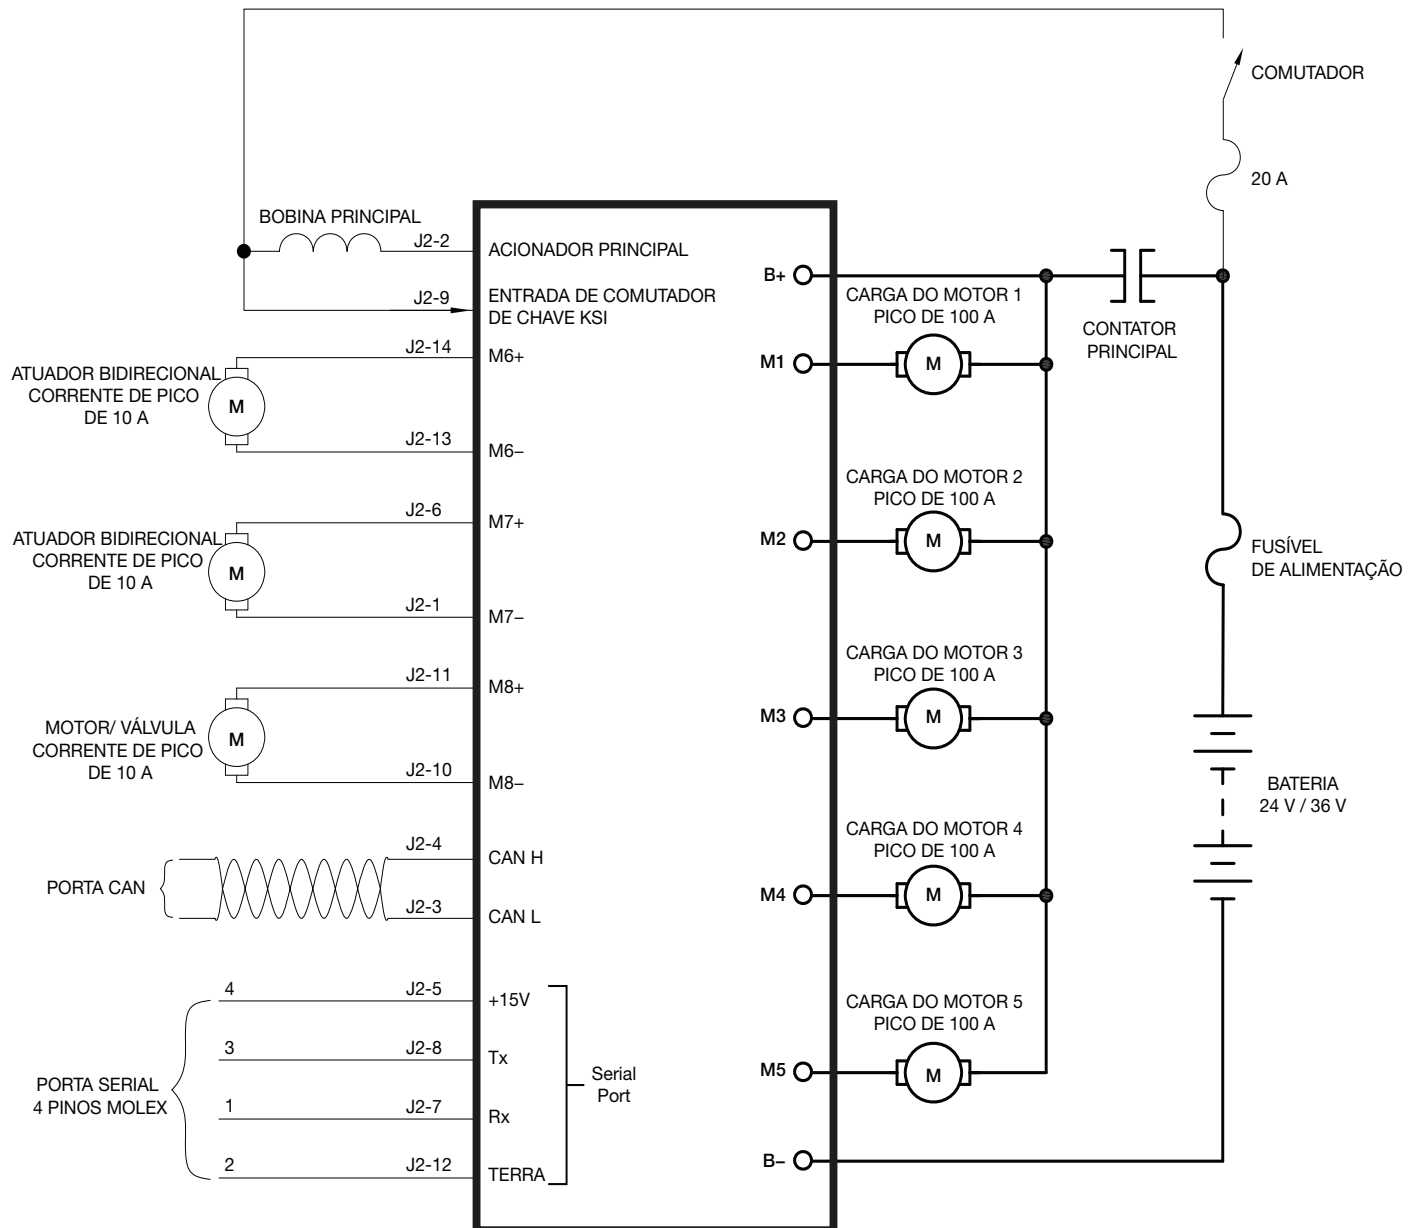 COMUTADOR
20 A
BOBINA PRINCIPAL
J2-2
ACIONADOR PRINCIPAL
J2-9
ENTRADA DE COMUTADOR
DE CHAVE KSI
J2-14
M6+
ATUADOR BIDIRECIONAL
CORRENTE DE PICO
DE 10 A
M
J2-13
M6–
J2-6
M7+
ATUADOR BIDIRECIONAL
CORRENTE DE PICO
DE 10 A
M
J2-1
M7–
J2-11
M8+
MOTOR/ VÁLVULA
CORRENTE DE PICO
DE 10 A
M
J2-10
M8–
J2-4
CAN H
PORTA CAN
J2-3
CAN L
4
J2-5
+15V
3
J2-8
Tx
PORTA SERIAL
4 PINOS MOLEX
1
J2-7
Rx
2
J2-12
TERRA
Serial
Port
B+
CARGA DO MOTOR 1
PICO DE 100 A
M1
M
CONTATOR
PRINCIPAL
CARGA DO MOTOR 2
PICO DE 100 A
M2
M
FUSÍVEL
DE ALIMENTAÇÃO
CARGA DO MOTOR 3
PICO DE 100 A
M3
M
BATERIA
24 V / 36 V
CARGA DO MOTOR 4
PICO DE 100 A
M4
M
CARGA DO MOTOR 5
PICO DE 100 A
M5
M
B–